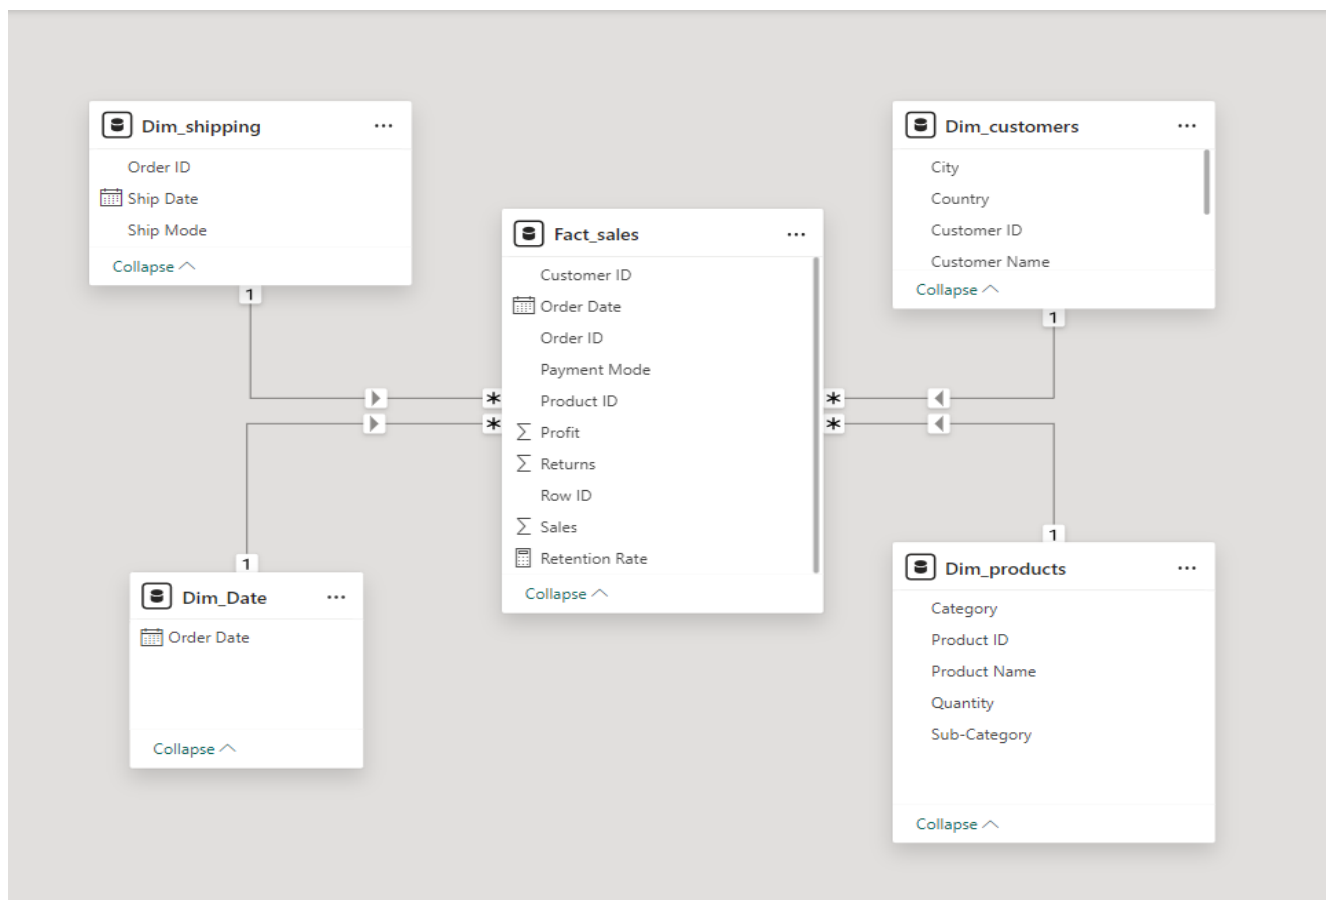 Dim_shipping
Order ID
Ship Date
Ship Mode
Collapse
1
Dim_customers
City
Country
Customer ID
Customer Name
Collapse
1
Fact_sales
Customer ID
Order Date
Order ID
Payment Mode
Product ID
Profit
Returns
Row ID
Sales
Retention Rate
Collapse
*
*
*
*
1
Dim_Date
Order Date
Collapse
1
Dim_products
Category
Product ID
Product Name
Quantity
Sub-Category
Collapse